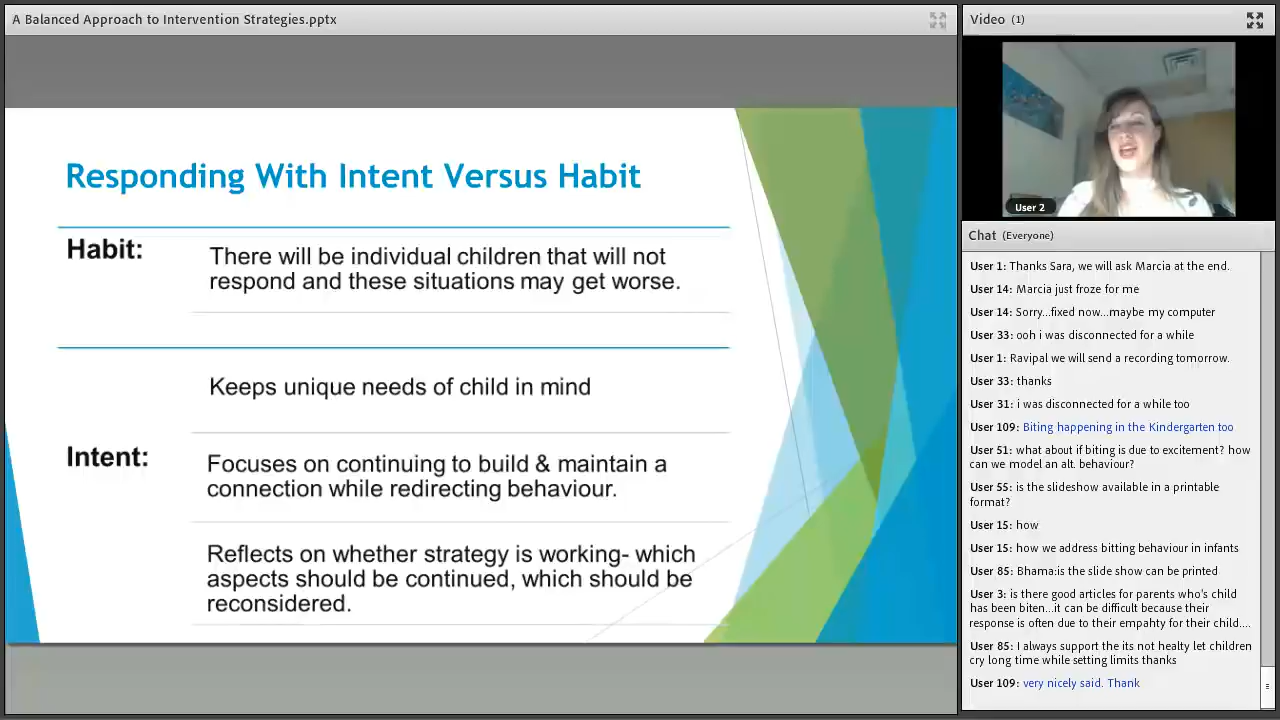 A Balanced Approach to Intervention Strategies.pptx
Responding With Intent Versus Habit
Habit:
There will be individual children that will not
respond and these situations may get worse.
Keeps unique needs of child in mind
Intent:
Focuses on continuing to build & maintain a
connection while redirecting behaviour.
Reflects on whether strategy is working- which
aspects should be continued, which should be
reconsidered.
Video (1)
User 2
Chat (Everyone)
User 1: Thanks Sara, we will ask Marcia at the end.
User 14: Marcia just froze for me
User 14: Sorry...fixed now...maybe my computer
User 33: ooh i was disconnected for a while
User 1: Ravipal we will send a recording tomorrow.
User 33: thanks
User 31: i was disconnected for a while too
User 109: Biting happening in the Kindergarten too
User 51: what about if biting is due to excitement? how
can we model an alt. behaviour?
User 55: is the slideshow available in a printable
format?
User 15: how
User 15: how we address bitting behaviour in infants
User 85: Bhama:is the slide show can be printed
User 3: is there good articles for parents who's child
has been biten...it can be difficult because their
response is often due to their empahty for their child....
User 85: I always support the its not healty let children
cry long time while setting limits thanks
User 109: very nicely said. Thank